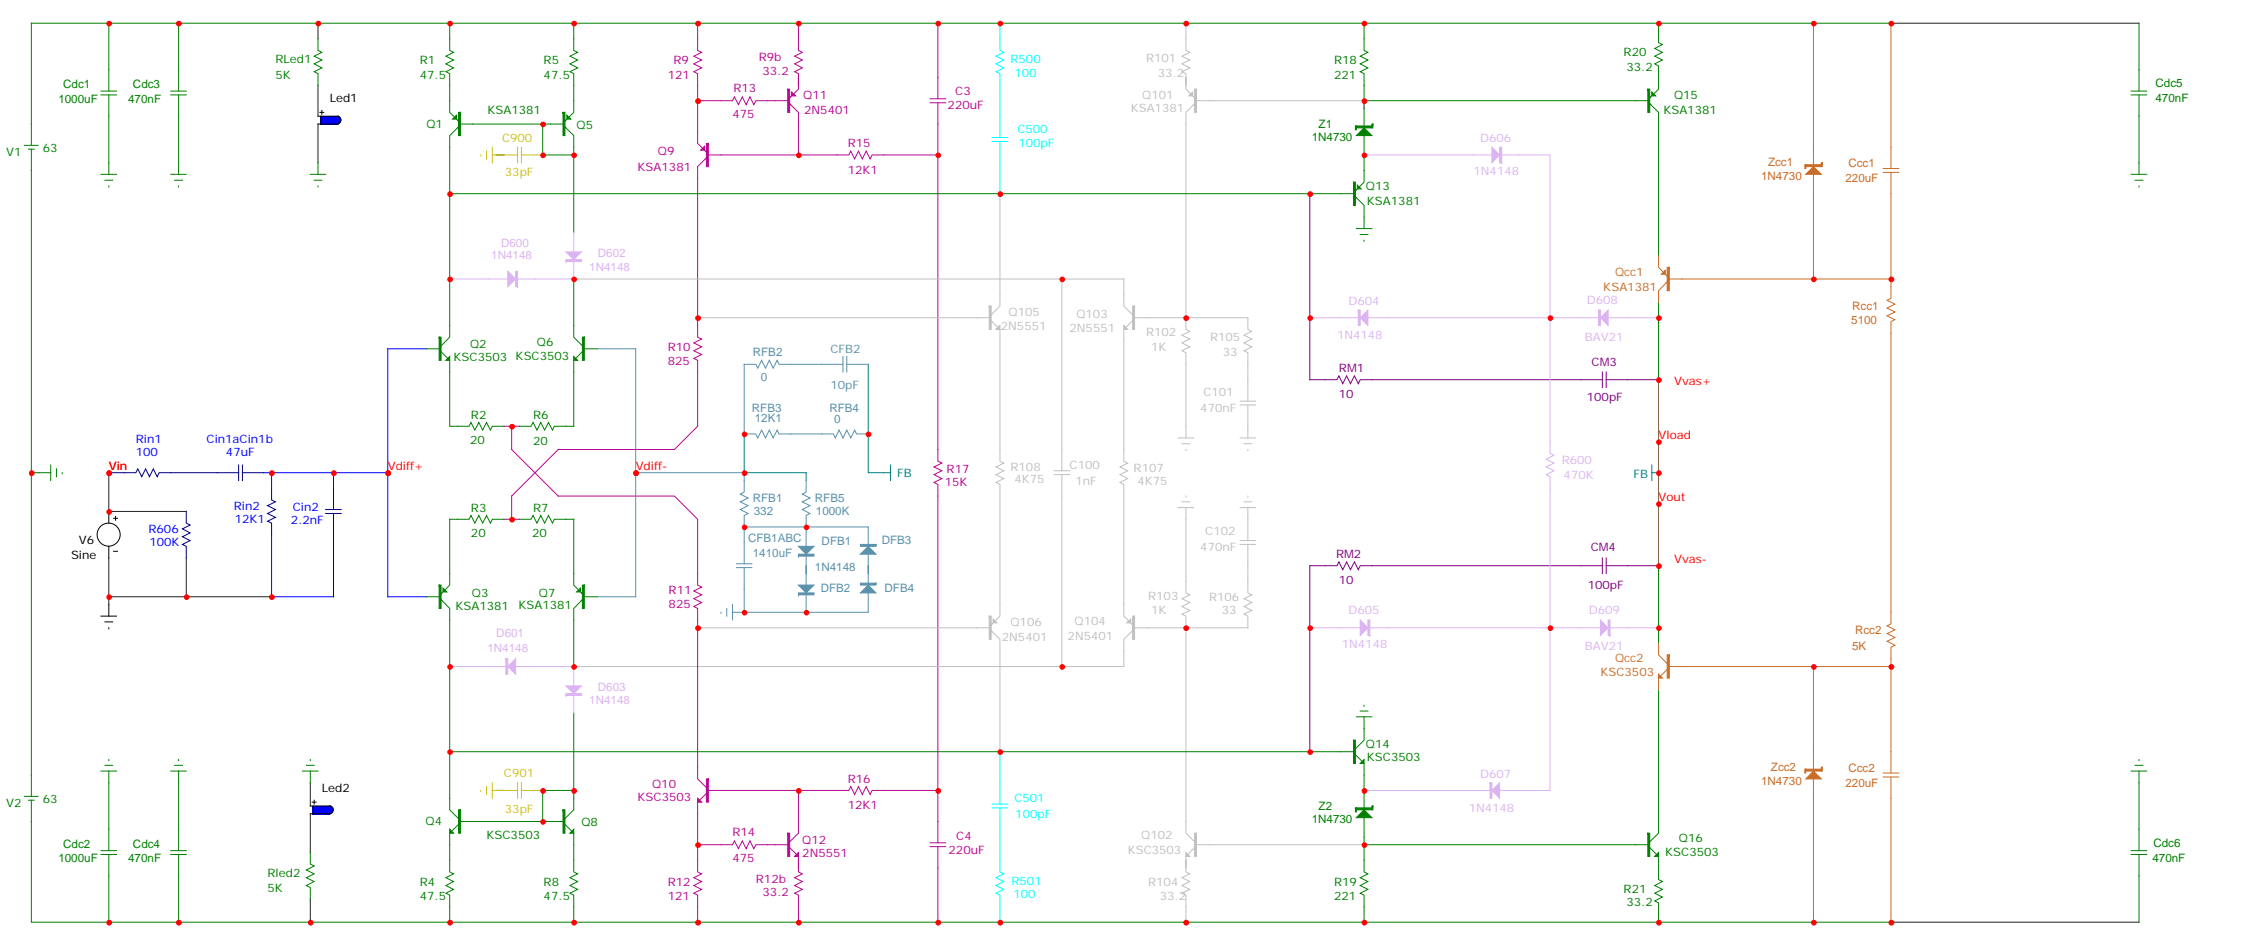 V1
63
Cdc1
1000uF
Cdc3
470nF
RLed1
5K
Led1
R1
47.5
R5
47.5
Q1
KSA1381
Q5
C900
33pF
R9
121
R9b
33.2
R13
475
Q11
2N5401
Q9
KSA1381
R15
12K1
C3
220uF
R500
100
C500
100pF
R101
33.2
Q101
KSA1381
R18
221
Z1
1N4730
Q13
KSA1381
D606
1N4148
R20
33.2
Q15
KSA1381
Zcc1
1N4730
Ccc1
220uF
Cdc5
470nF
D600
1N4148
D602
1N4148
Q2
KSC3503
Q6
KSC3503
R10
825
RFB2
0
CFB2
10pF
RFB3
12K1
RFB4
0
Q105
2N5551
Q103
2N5551
R102
1K
R105
33
C101
470nF
D604
1N4148
D608
BAV21
Qcc1
KSA1381
Rcc1
5100
RM1
10
CM3
100pF
Vvas+
R2
20
R6
20
Vload
Rin1
100
Cin1aCin1b
47uF
Vin
Vdiff+
Vdiff-
FB
R17
15K
R108
4K75
C100
1nF
R107
4K75
R600
470K
FB
Vout
V6
Sine
R606
100K
Rin2
12K1
Cin2
2.2nF
R3
20
R7
20
RFB1
332
RFB5
1000K
CFB1ABC
1410uF
DFB1
1N4148
DFB2
DFB3
DFB4
C102
470nF
RM2
10
CM4
100pF
Vvas-
Q3
KSA1381
Q7
KSA1381
R11
825
R103
1K
R106
33
Q106
2N5401
Q104
2N5401
D605
1N4148
D609
BAV21
Qcc2
KSC3503
Rcc2
5K
D601
1N4148
D603
1N4148
V2
63
Cdc2
1000uF
Cdc4
470nF
Led2
Rled2
5K
Q4
KSC3503
Q8
C901
33pF
R4
47.5
R8
47.5
Q10
KSC3503
R16
12K1
R14
475
Q12
2N5551
R12
121
R12b
33.2
C4
220uF
C501
100pF
R501
100
Q102
KSC3503
R104
33.2
Q14
KSC3503
Z2
1N4730
D607
1N4148
R19
221
Q16
KSC3503
R21
33.2
Zcc2
1N4730
Ccc2
220uF
Cdc6
470nF